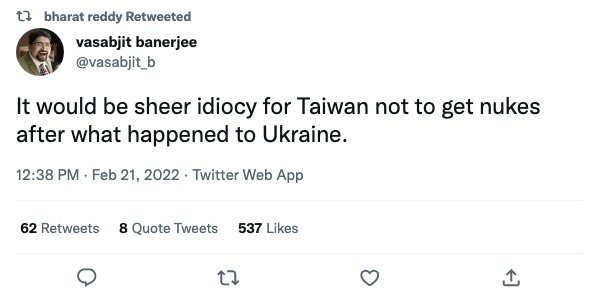 bharat reddy Retweeted
vasabjit banerjee
@vasabjit_b
It would be sheer idiocy for Taiwan not to get nukes
after what happened to Ukraine.
12:38 PM · Feb 21, 2022 · Twitter Web App
62 Retweets 8 Quote Tweets 537 Likes